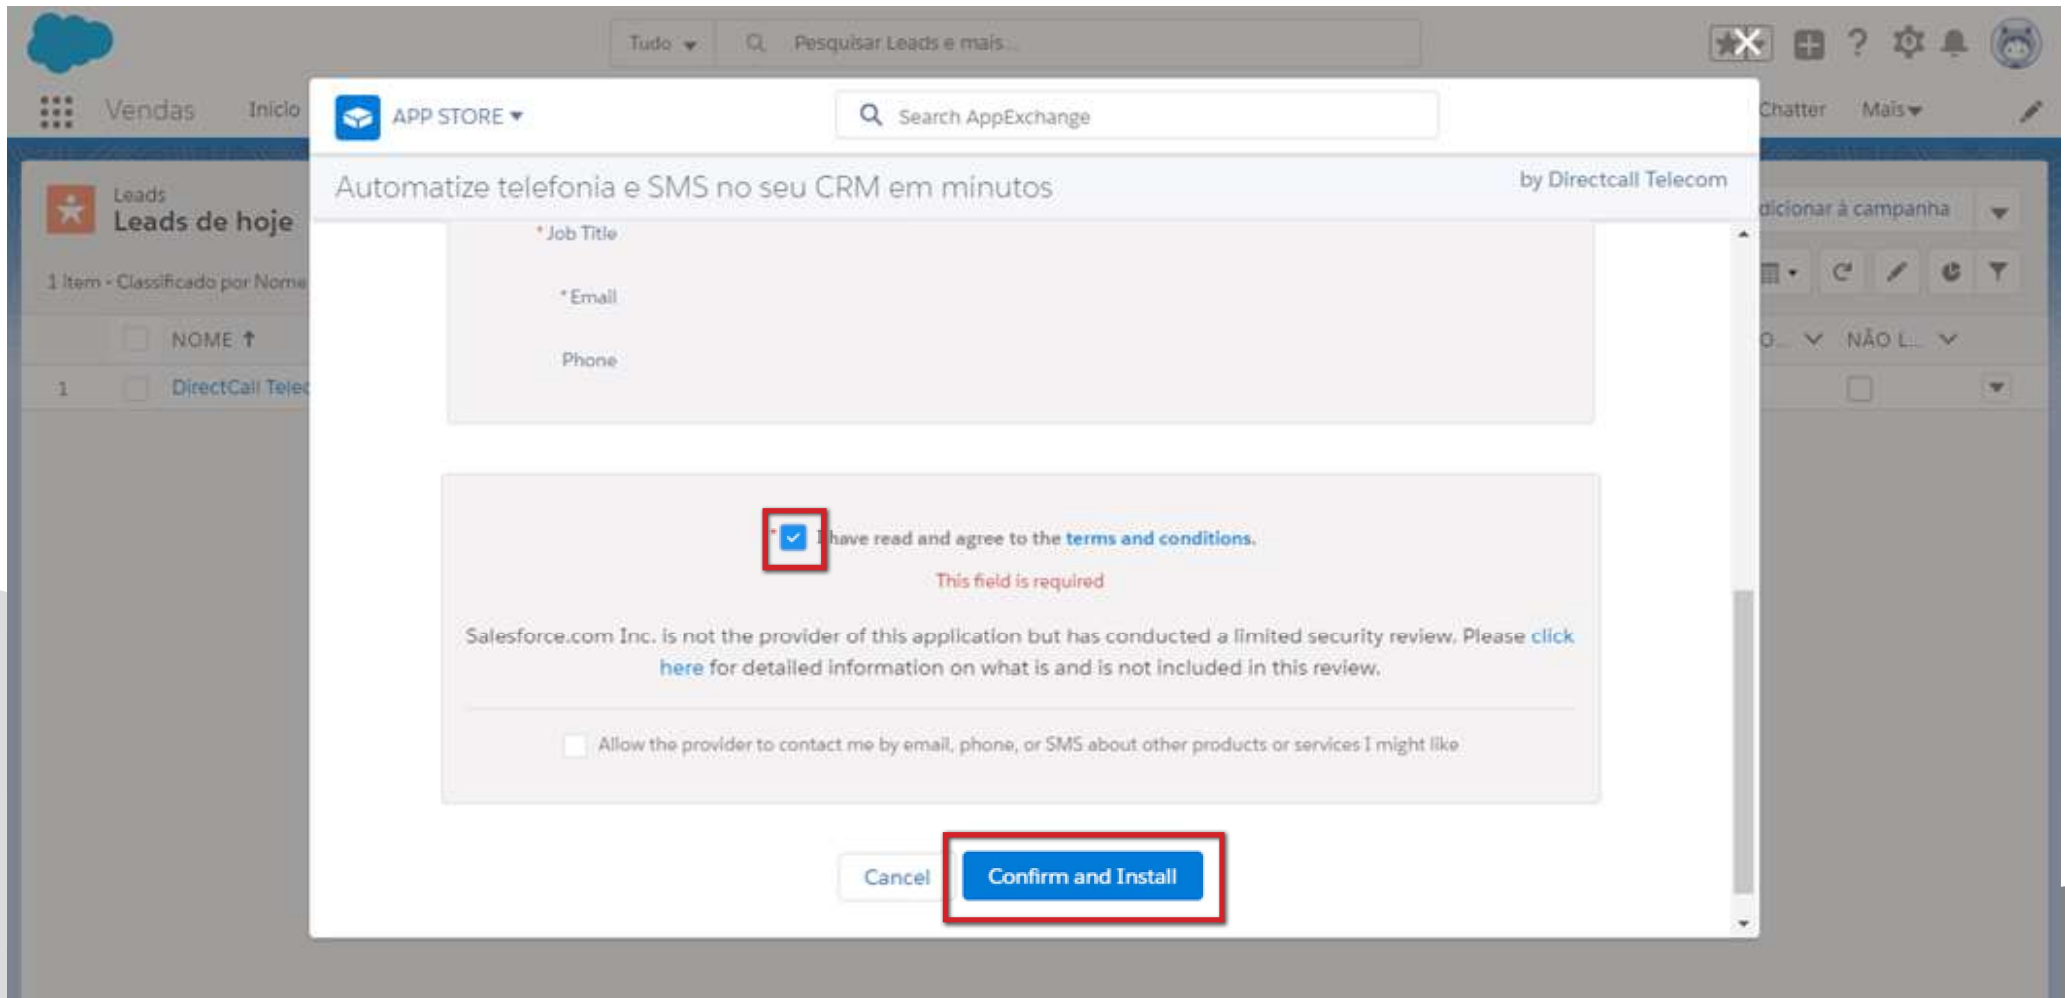 Tudo
Pesquisar Leads e mais...
Vendas
Início
Chatter
Mais
APP STORE
Search AppExchange
Automatize telefonia e SMS no seu CRM em minutos
by Directcall Telecom
Leads
Leads de hoje
dicionar à campanha
1 item • Classificado por Nome
NOME ↑
O...
NÃO L...
1
DirectCall Telec
* Job Title
* Email
Phone
* I have read and agree to the terms and conditions.
This field is required
Salesforce.com Inc. is not the provider of this application but has conducted a limited security review. Please click
here for detailed information on what is and is not included in this review.
Allow the provider to contact me by email, phone, or SMS about other products or services I might like
Cancel
Confirm and Install